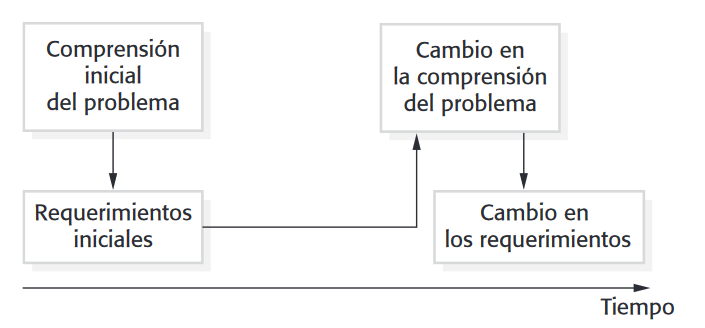 Comprensión
inicial
del problema
Requerimientos
iniciales
Cambio en
la comprensión
del problema
Cambio en
los requerimientos
Tiempo